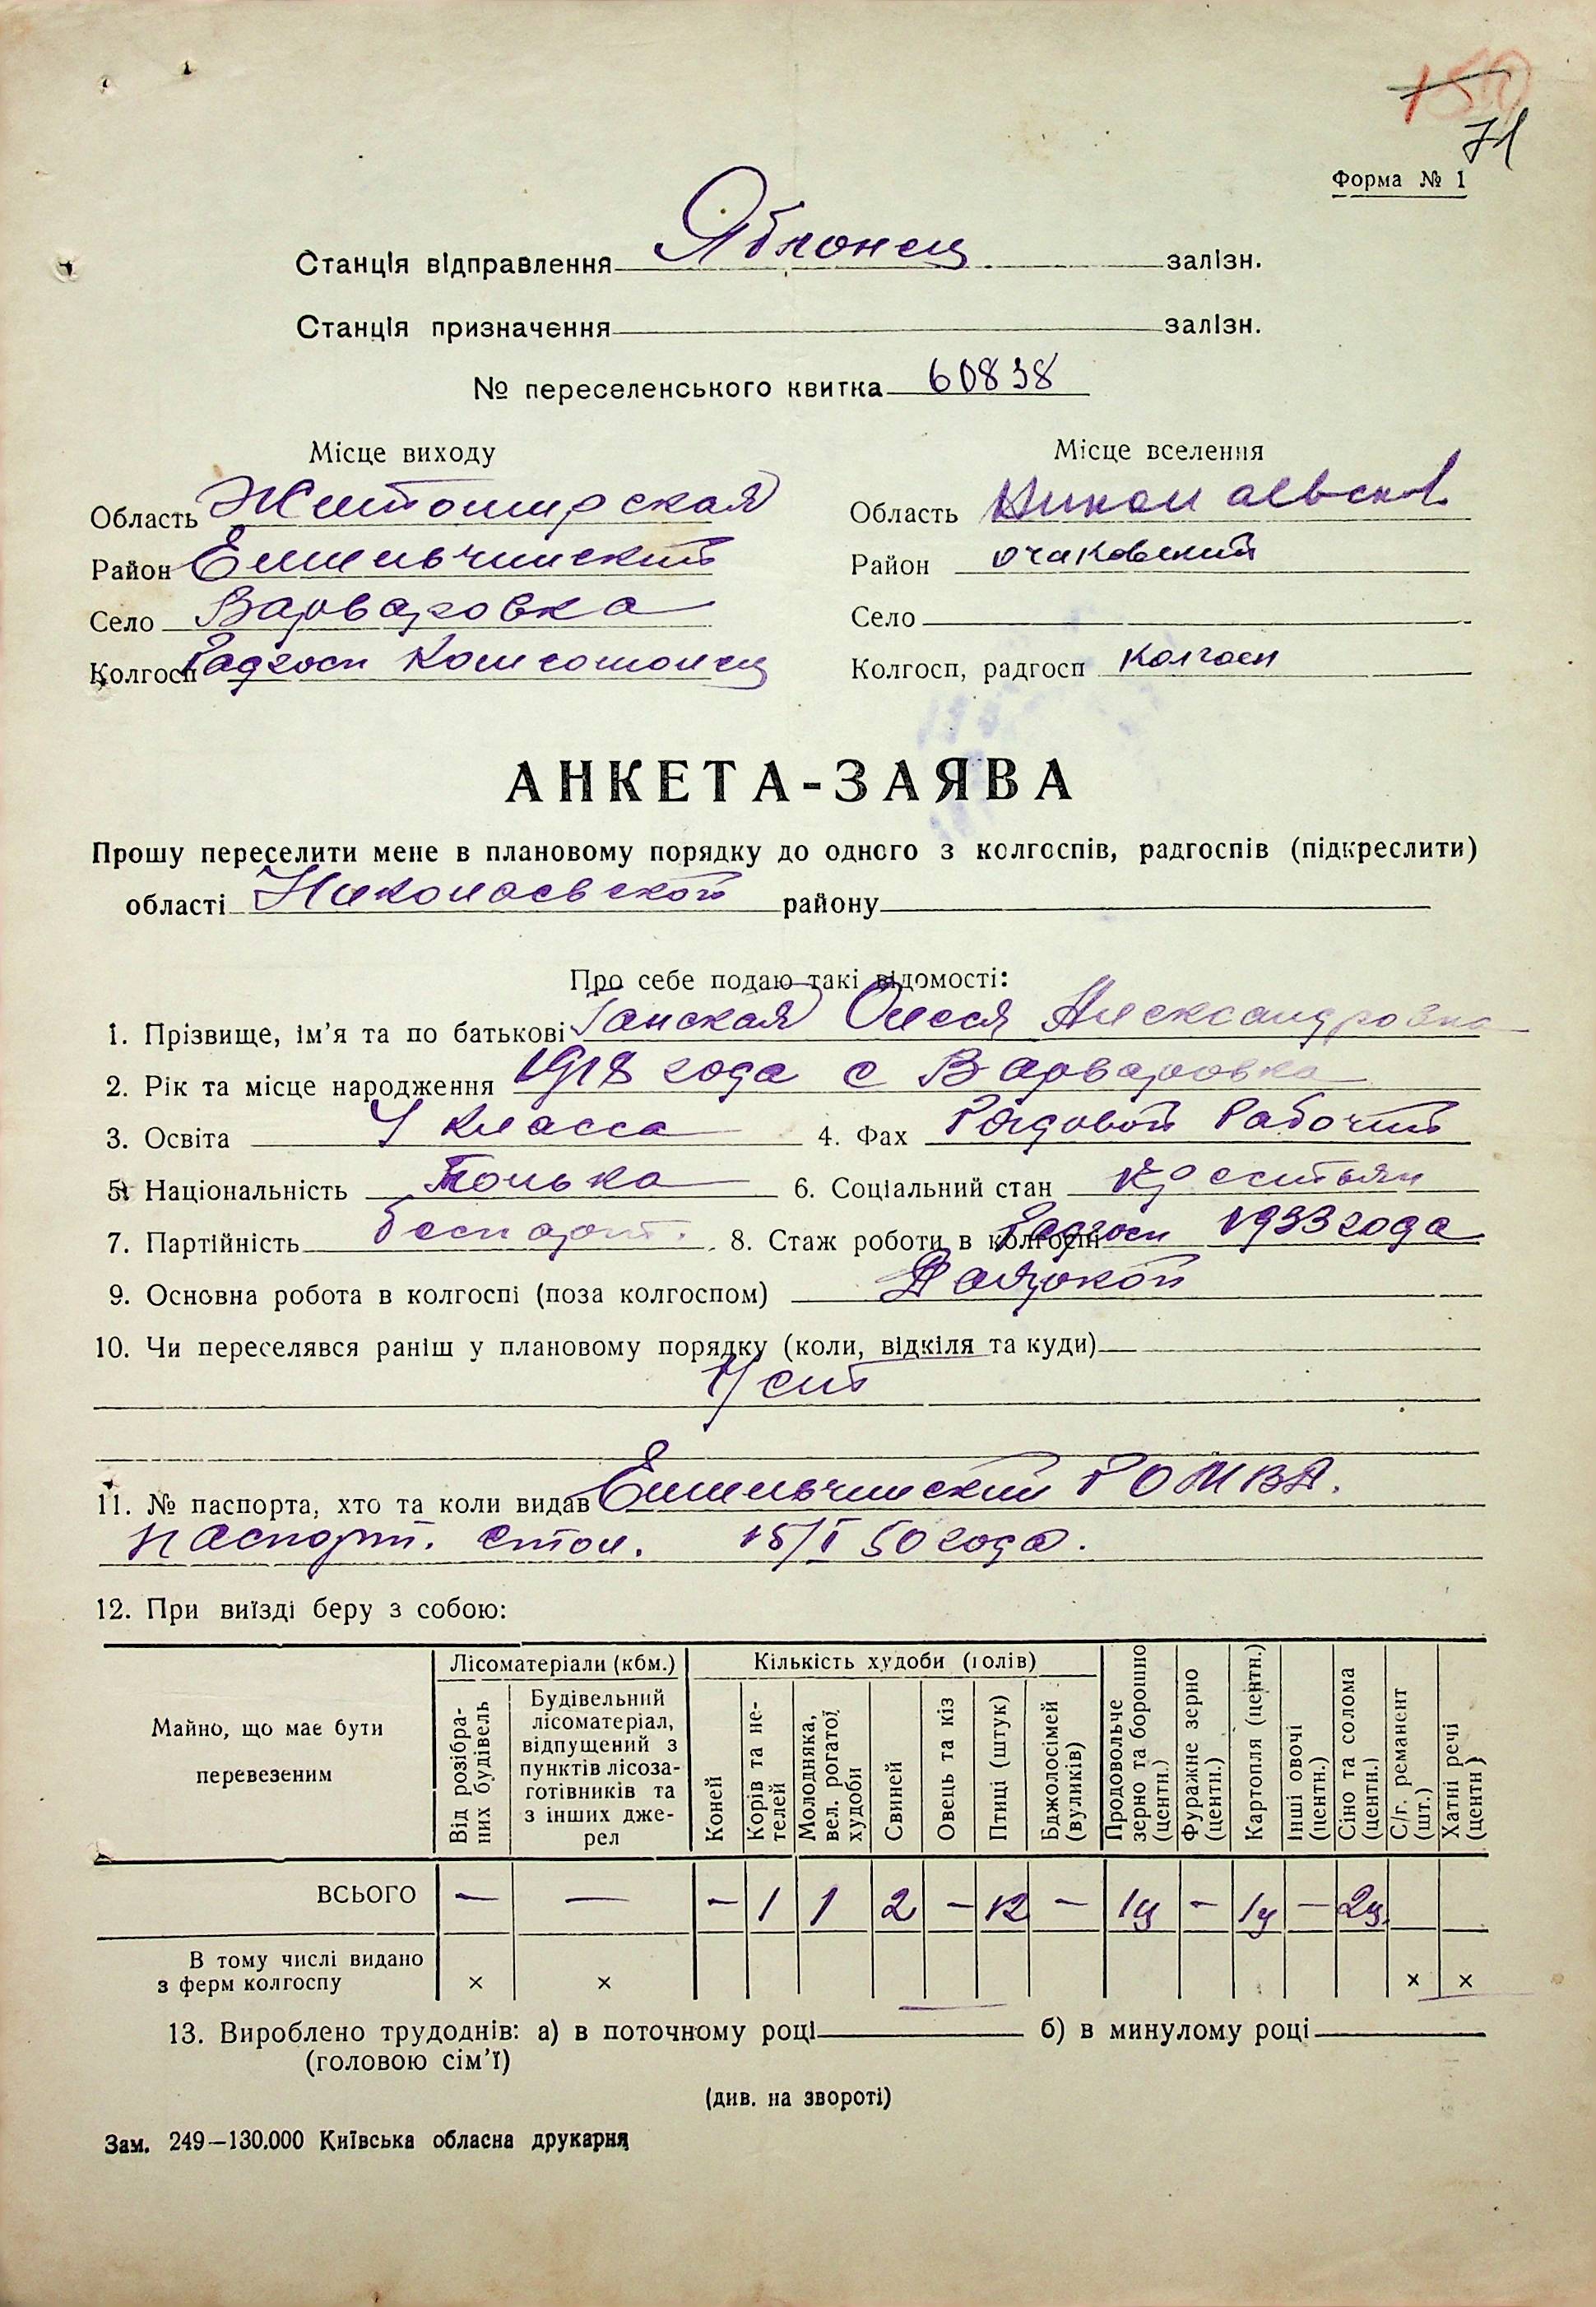 71
Форма № 1
Станція відправлення Яблонец залізн.
Станція призначення залізн.
№ переселенського квитка 60838
Місце виходу
Область Житомирская
Район Емильчинский
Село Варваровка
Колгосп Радгосп Комсомолец
Місце вселення
Область Николаевск
Район Очаковский
Село
Колгосп, радгосп Колгосп
АНКЕТА-ЗАЯВА
Прошу переселити мене в плановому порядку до одного з колгоспів, радгоспів (підкреслити)
області Николаевской району
Про себе подаю такі відомості:
1. Прізвище, ім'я та по батькові Ганская Олеся Александровна
2. Рік та місце народження 1918 года с Варваровка
3. Освіта 4 класса 4. Фах Рядовой Рабочий
5. Національність Полька 6. Соціальний стан Крестьян
7. Партійність беспарт. 8. Стаж роботи в колгоспі Радгосп 1933 года
9. Основна робота в колгоспі (поза колгоспом) Дояркой
10. Чи переселявся раніш у плановому порядку (коли, відкіля та куди)
Нет
11. № паспорта, хто та коли видав Емильчинский РО МВД.
паспорт. стол. 15/I 50 года.
12. При виїзді беру з собою:
Майно, що має бути перевезеним
Лісоматеріали (кбм.)
Від розібраних будівель
Будівельний лісоматеріал, відпущений з пунктів лісозаготівників та з інших джерел
Кількість худоби (голів)
Коней
Корів та нетелей
Молодняка, вел. рогатої худоби
Свиней
Овець та кіз
Птиці (штук)
Бджолосімей (вуликів)
Продовольче зерно та борошно (центн.)
Фуражне зерно (центн.)
Картопля (центн.)
Інші овочі (центн.)
Сіно та солома (центн.)
С/г. реманент (шт.)
Хатні речі (центн)
ВСЬОГО — — — 1 1 2 — 12 — 1ц — 1ц — 2ц
В тому числі видано з ферм колгоспу × × × ×
13. Вироблено трудоднів: а) в поточному році б) в минулому році
(головою сім'ї)
(див. на звороті)
Зам. 249—130.000 Київська обласна друкарня